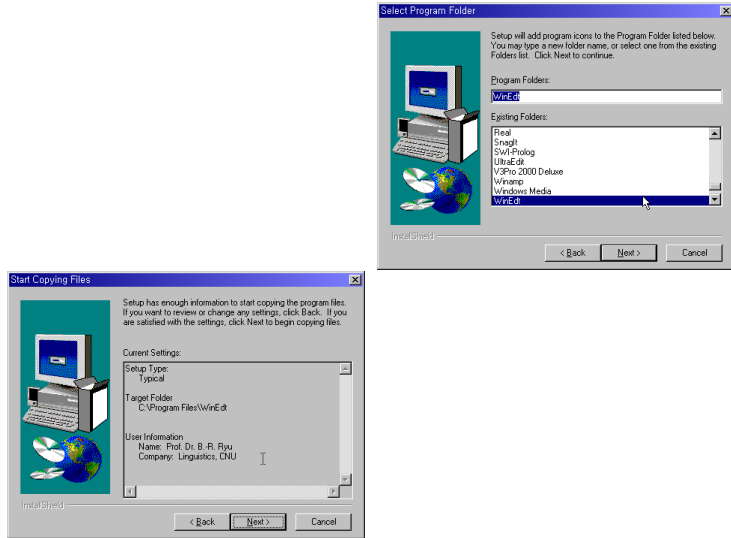 Select Program Folder
Setup will add program icons to the Program Folder listed below.
You may type a new folder name, or select one from the existing
Folders list. Click Next to continue.
Program Folders:
WinEdt
Existing Folders:
Real
SnagIt
SWI-Prolog
UltraEdit
V3Pro 2000 Deluxe
Winamp
Windows Media
WinEdt
InstallShield
< Back
Next >
Cancel
Start Copying Files
Setup has enough information to start copying the program files.
If you want to review or change any settings, click Back. If you
are satisfied with the settings, click Next to begin copying files.
Current Settings:
Setup Type:
Typical
Target Folder
C:\Program Files\WinEdt
User Information
Name: Prof. Dr. B.-R. Ryu
Company: Linguistics, CNU
InstallShield
< Back
Next >
Cancel